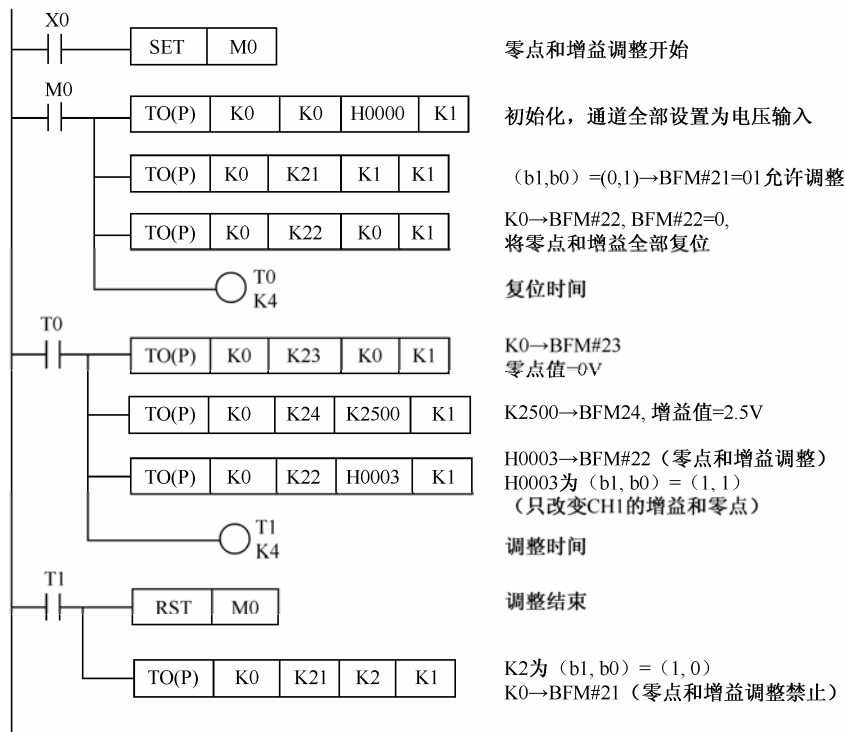 X0
SET M0 零点和增益调整开始
M0
TO(P) K0 K0 H0000 K1 初始化，通道全部设置为电压输入
TO(P) K0 K21 K1 K1 （b1,b0）=(0,1)→BFM#21=01允许调整
TO(P) K0 K22 K0 K1 K0→BFM#22, BFM#22=0,
将零点和增益全部复位
T0
K4 复位时间
T0
TO(P) K0 K23 K0 K1 K0→BFM#23
零点值=0V
TO(P) K0 K24 K2500 K1 K2500→BFM24, 增益值=2.5V
TO(P) K0 K22 H0003 K1 H0003→BFM#22（零点和增益调整）
H0003为（b1, b0）=（1, 1）
（只改变CH1的增益和零点）
T1
K4 调整时间
T1
RST M0 调整结束
TO(P) K0 K21 K2 K1 K2为（b1, b0）=（1, 0）
K0→BFM#21（零点和增益调整禁止）